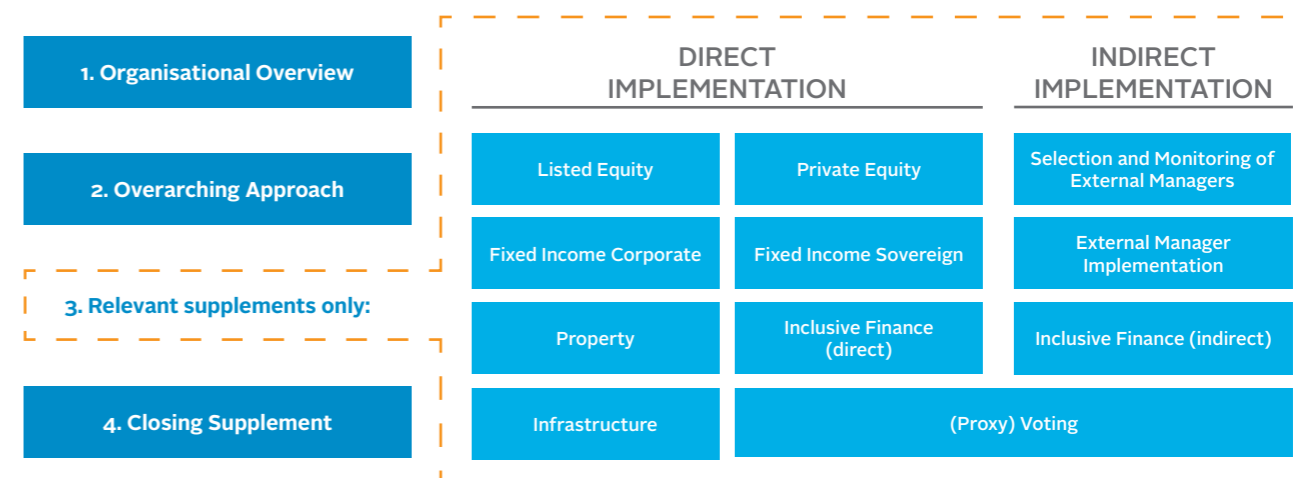 1. Organisational Overview
2. Overarching Approach
3. Relevant supplements only:
4. Closing Supplement
DIRECT
IMPLEMENTATION
Listed Equity
Private Equity
Fixed Income Corporate
Fixed Income Sovereign
Property
Inclusive Finance
(direct)
Infrastructure
(Proxy) Voting
INDIRECT
IMPLEMENTATION
Selection and Monitoring of
External Managers
External Manager
Implementation
Inclusive Finance (indirect)